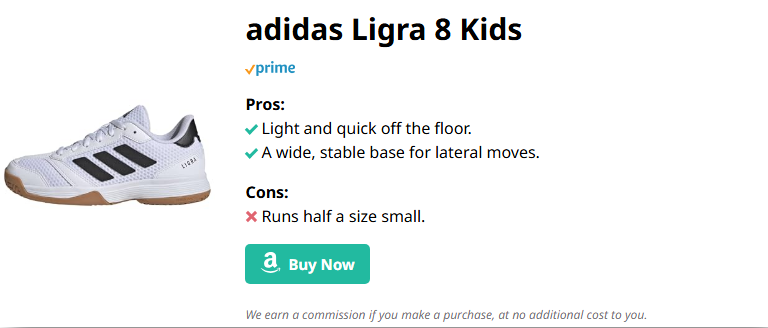 adidas Ligra 8 Kids
prime
Pros:
Light and quick off the floor.
A wide, stable base for lateral moves.
Cons:
Runs half a size small.
LIGRA
Buy Now
We earn a commission if you make a purchase, at no additional cost to you.